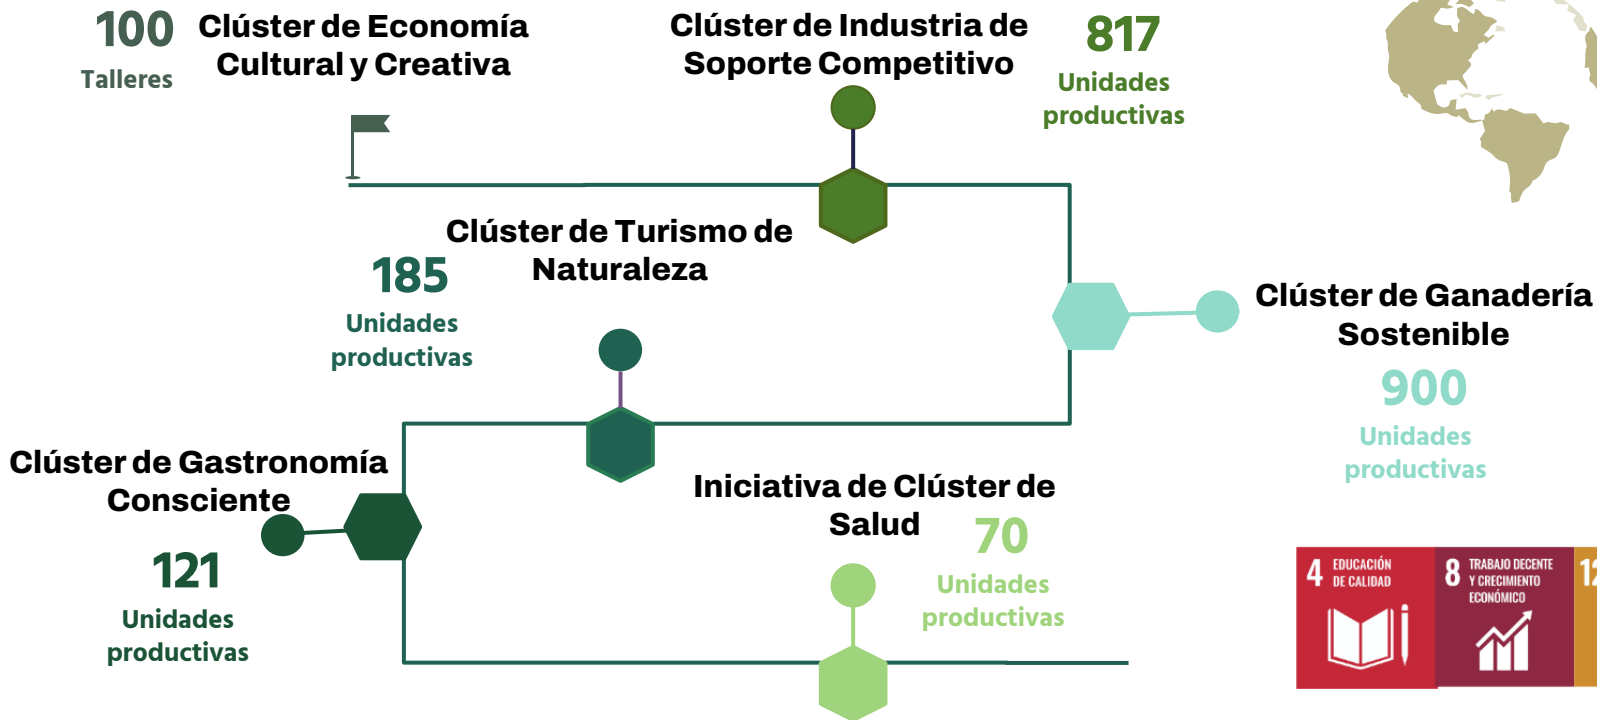 100
Talleres
Clúster de Economía
Cultural y Creativa
Clúster de Industria de
Soporte Competitivo
817
Unidades
productivas
Clúster de Turismo de
Naturaleza
185
Unidades
productivas
Clúster de Ganadería
Sostenible
900
Unidades
productivas
Clúster de Gastronomía
Consciente
121
Unidades
productivas
Iniciativa de Clúster de
Salud
70
Unidades
productivas
4 EDUCACIÓN
DE CALIDAD
8 TRABAJO DECENTE
Y CRECIMIENTO
ECONÓMICO
12